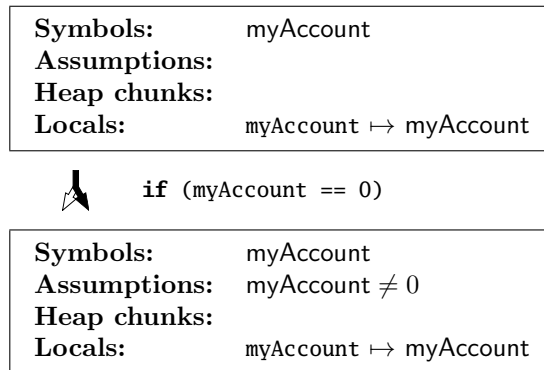 Symbols: myAccount
Assumptions:
Heap chunks:
Locals: myAccount ↦ myAccount
if (myAccount == 0)
Symbols: myAccount
Assumptions: myAccount ≠ 0
Heap chunks:
Locals: myAccount ↦ myAccount